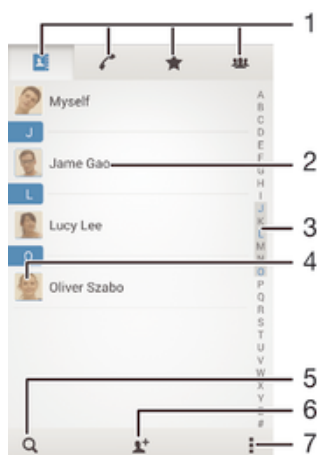 1
Myself
J
Jame Gao
2
L
Lucy Lee
3
O
4
Oliver Szabo
A
B
C
D
E
F
G
H
I
J
K
L
M
N
O
P
Q
R
S
T
U
V
W
X
Y
Z
#
5
6
7